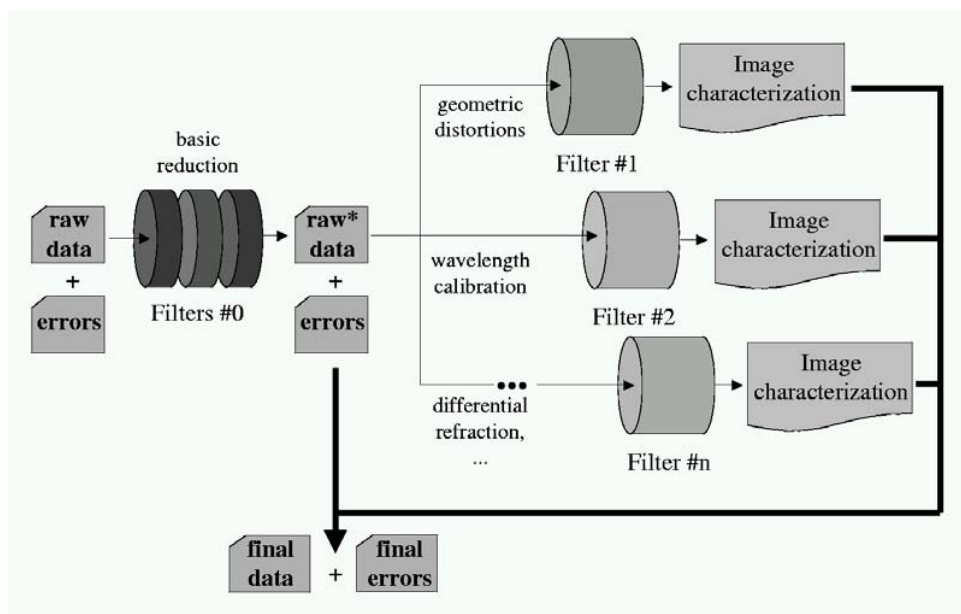 Image
characterization
geometric
distortions
Filter #1
basic
reduction
raw
data
+
errors
Filters #0
raw*
data
+
errors
wavelength
calibration
Image
characterization
Filter #2
differential
refraction,
...
Image
characterization
Filter #n
final
data
+
final
errors